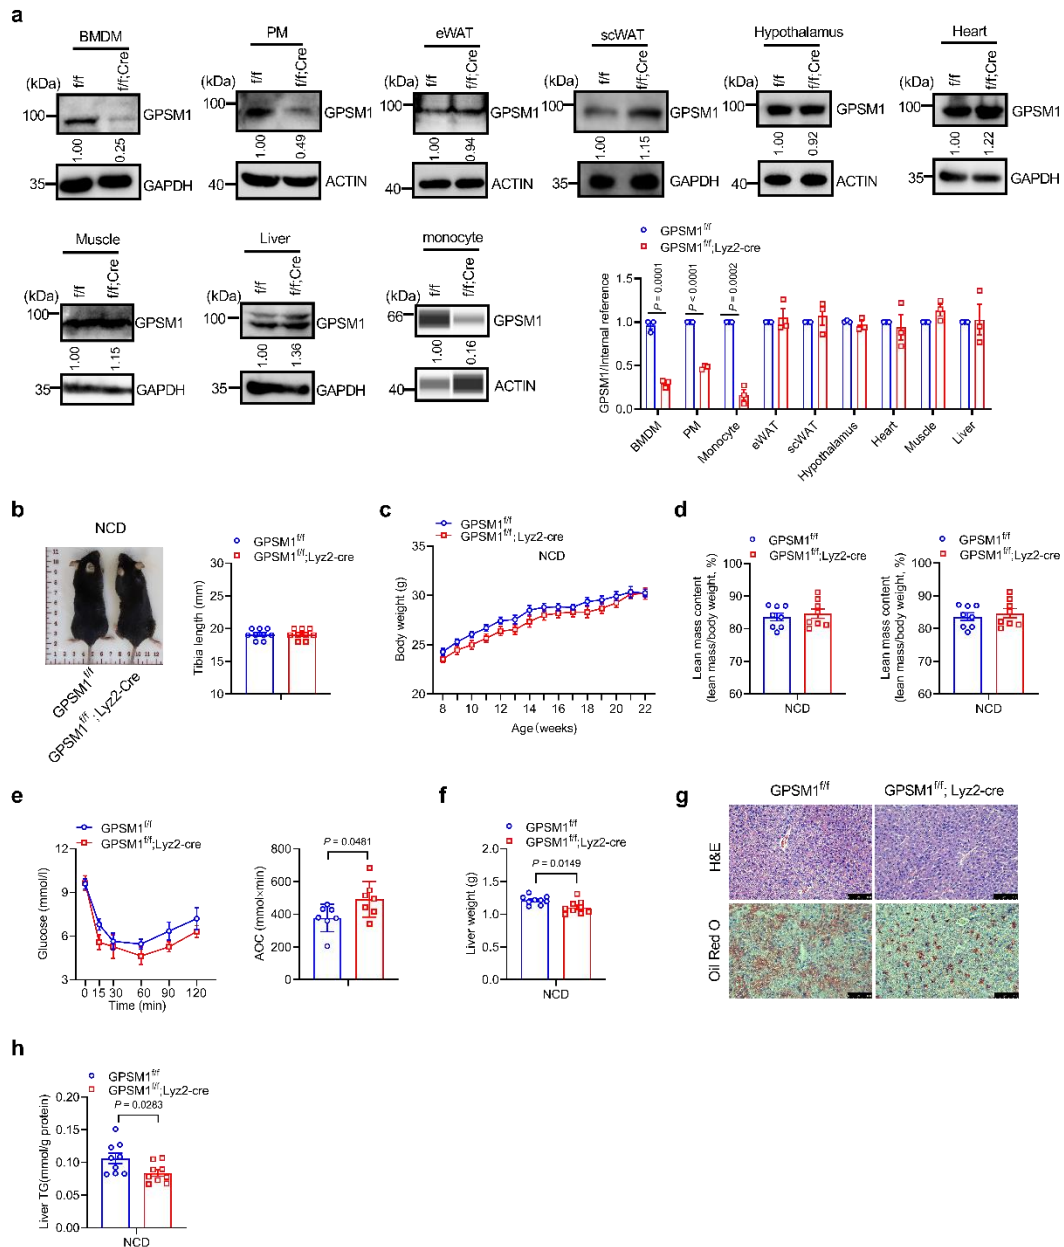 a
BMDM
PM
eWAT
scWAT
Hypothalamus
Heart
(kDa) f/f f/f;Cre
(kDa) f/f f/f;Cre
(kDa) f/f f/f;Cre
(kDa) f/f f/f;Cre
(kDa) f/f f/f;Cre
(kDa) f/f f/f;Cre
100 GPSM1
100 GPSM1
100 GPSM1
100 GPSM1
100 GPSM1
100 GPSM1
1.00 0.25
1.00 0.49
1.00 0.94
1.00 1.15
1.00 0.92
1.00 1.22
35 GAPDH
40 ACTIN
40 ACTIN
35 GAPDH
40 ACTIN
35 GAPDH
Muscle
Liver
monocyte
(kDa) f/f f/f;Cre
(kDa) f/f f/f;Cre
(kDa) f/f f/f;Cre
100 GPSM1
100 GPSM1
66 GPSM1
1.00 1.15
1.00 1.36
1.00 0.16
35 GAPDH
35 GAPDH
40 ACTIN
GPSM1f/f
GPSM1f/f;Lyz2-cre
P = 0.0001
P < 0.0001
P = 0.0002
GPSM1/Internal reference
1.5
1.0
0.5
0.0
BMDM
PM
Monocyte
eWAT
scWAT
Hypothalamus
Heart
Muscle
Liver
b
NCD
GPSM1f/f
GPSM1f/f; Lyz2-Cre
GPSM1f/f
GPSM1f/f;Lyz2-cre
Tibia length (mm)
30
25
20
15
10
c
GPSM1f/f
GPSM1f/f; Lyz2-cre
NCD
Body weight (g)
35
30
25
20
8 10 12 14 16 18 20 22
Age (weeks)
d
GPSM1f/f
GPSM1f/f;Lyz2-cre
Lean mass content
(lean mass/body weight, %)
100
90
80
70
60
NCD
GPSM1f/f
GPSM1f/f;Lyz2-cre
Lean mass content
(lean mass/body weight, %)
100
90
80
70
60
NCD
e
GPSM1f/f
GPSM1f/f;Lyz2-cre
Glucose (mmol/l)
12
9
6
3
0 15 30 60 90 120
Time (min)
P = 0.0481
AOC (mmol×min)
800
600
400
200
0
f
GPSM1f/f
GPSM1f/f;Lyz2-cre
P = 0.0149
Liver weight (g)
2.0
1.5
1.0
0.5
0.0
NCD
g
GPSM1f/f
GPSM1f/f; Lyz2-cre
H&E
Oil Red O
h
GPSM1f/f
GPSM1f/f;Lyz2-cre
P = 0.0283
Liver TG(mmol/g protein)
0.20
0.15
0.10
0.05
0.00
NCD